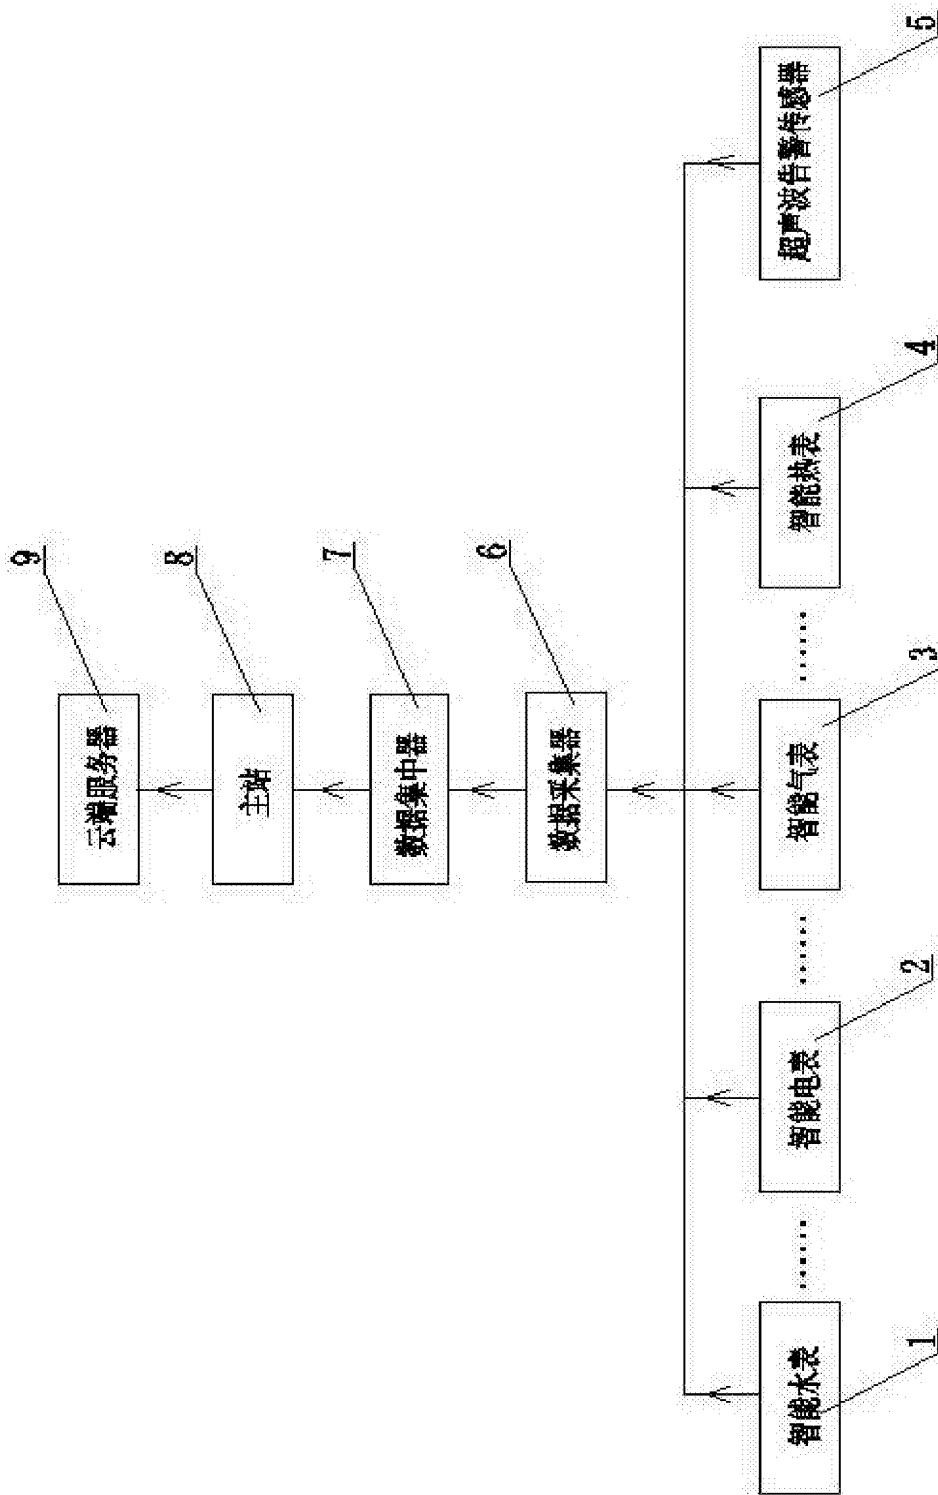 9
云端服务器
8
主站
7
数据集中器
6
数据采集器
智能水表
1
......
智能电表
2
......
智能气表
3
......
智能热表
4
超声波告警传感器
5